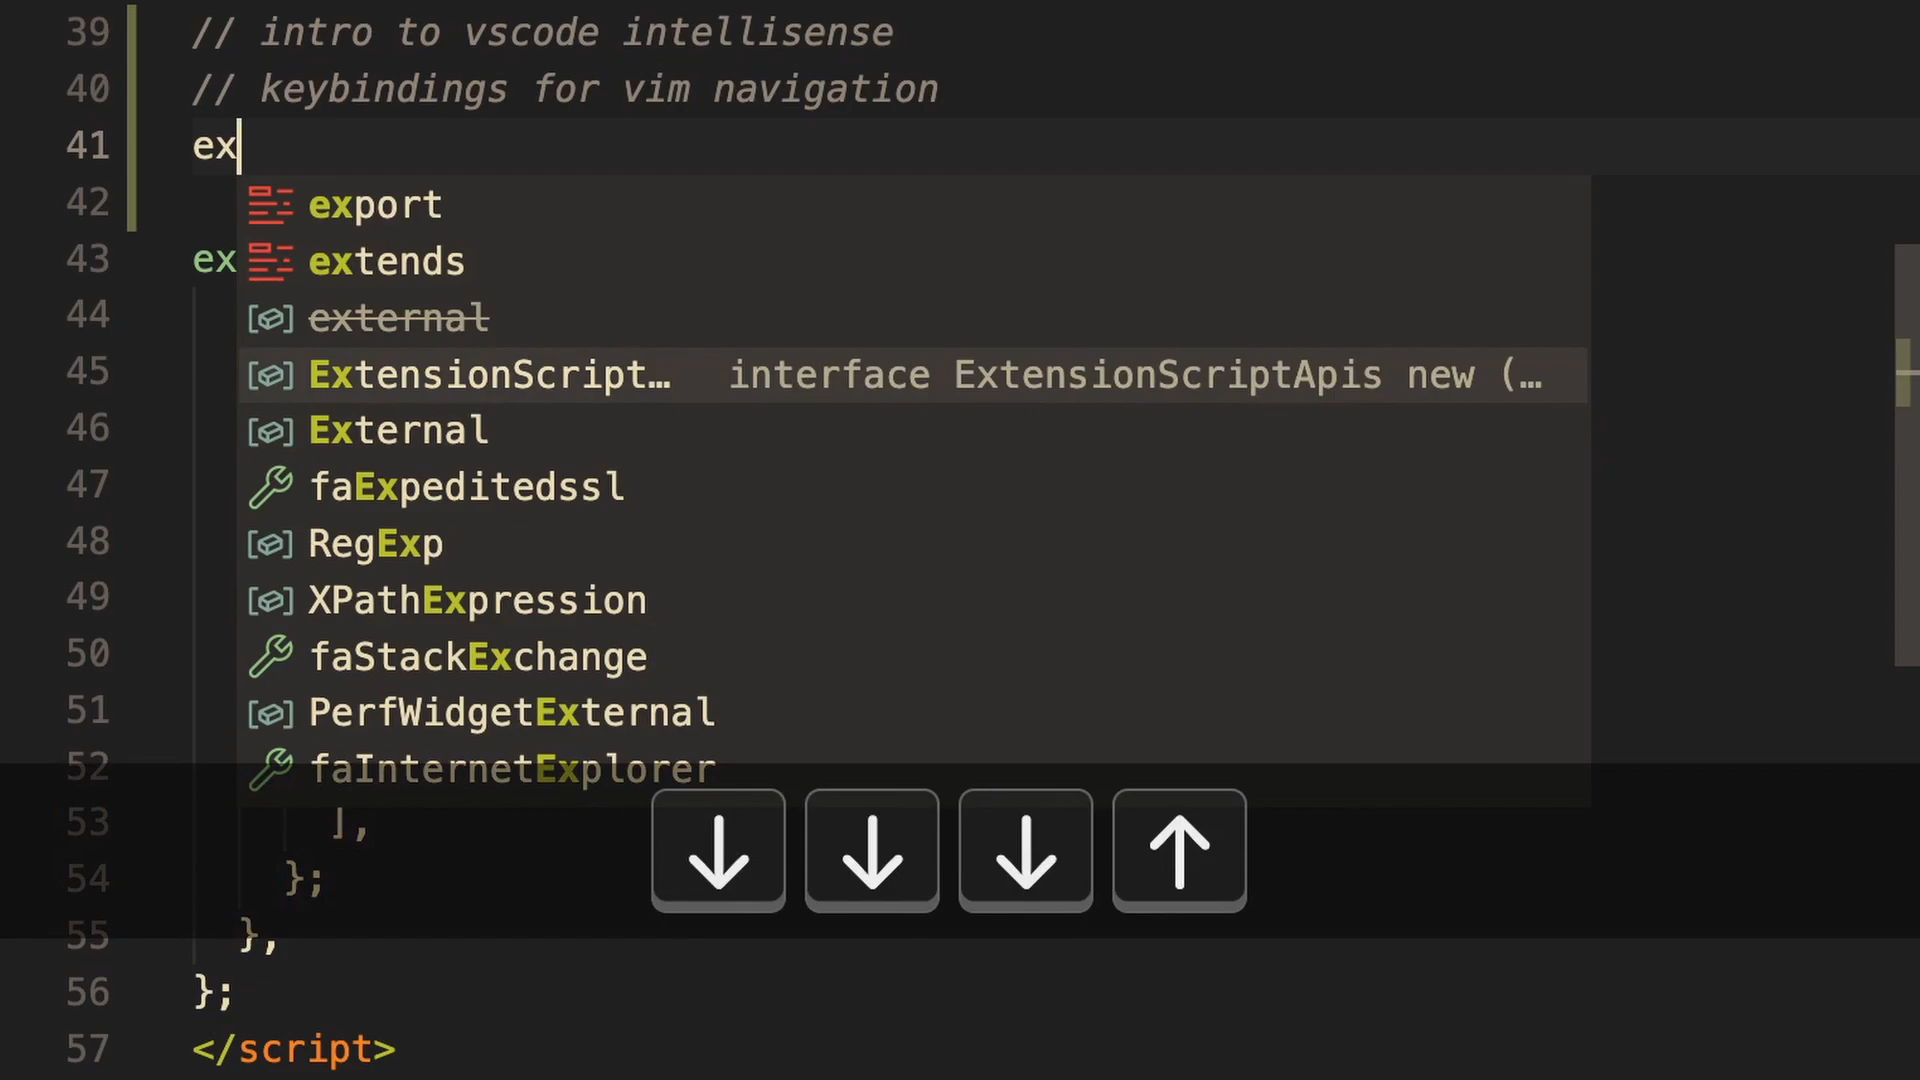 39 // intro to vscode intellisense
40 // keybindings for vim navigation
41 ex
42 export
43 ex extends
44 external
45 ExtensionScript… interface ExtensionScriptApis new (…
46 External
47 faExpeditedssl
48 RegExp
49 XPathExpression
50 faStackExchange
51 PerfWidgetExternal
52 faInternetExplorer
53 ],
54 };
55 },
56 };
57 </script>
↓ ↓ ↓ ↑